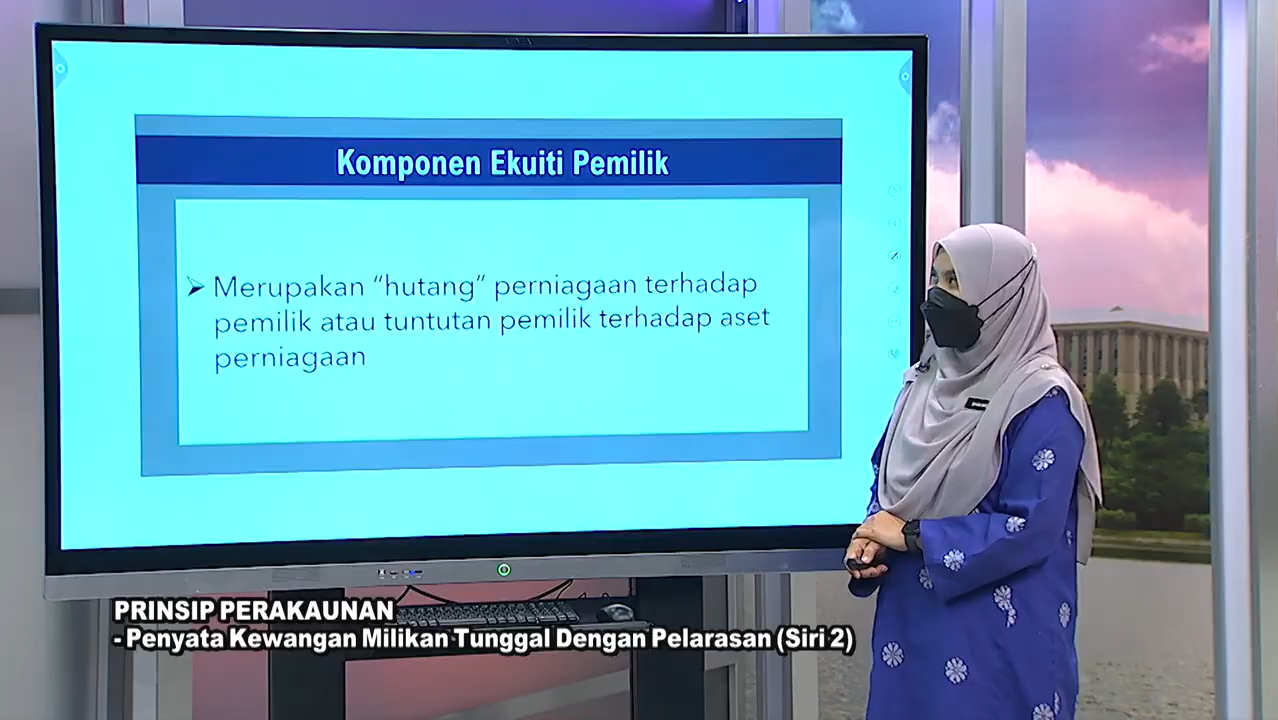 Komponen Ekuiti Pemilik
➢ Merupakan “hutang” perniagaan terhadap
pemilik atau tuntutan pemilik terhadap aset
perniagaan
PRINSIP PERAKAUNAN
- Penyata Kewangan Milikan Tunggal Dengan Pelarasan (Siri 2)